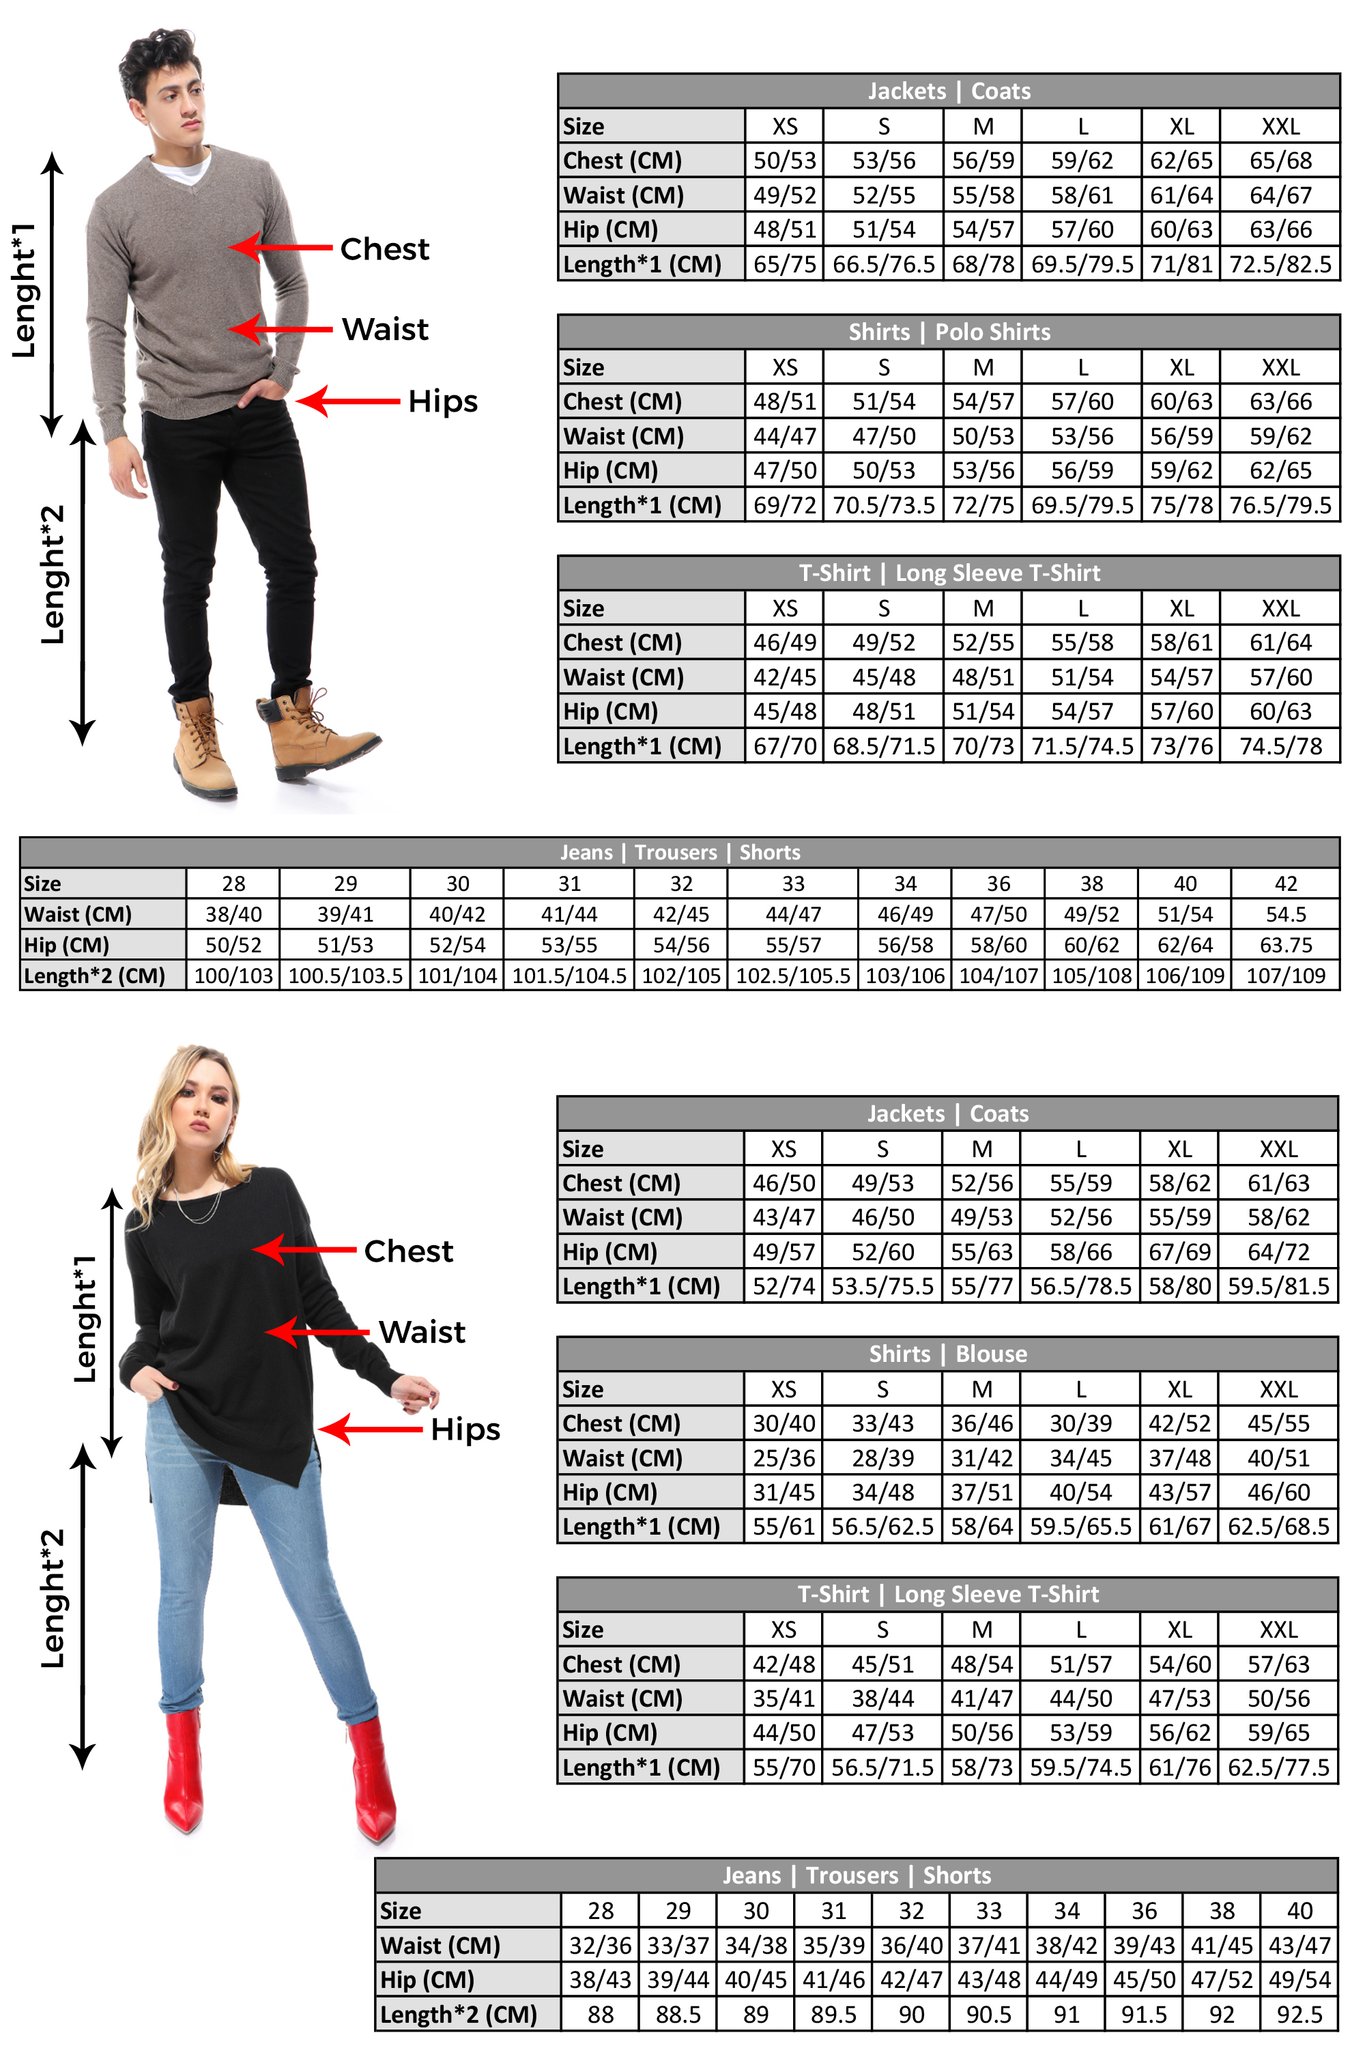 Lenght*1
Chest
Waist
Hips
Lenght*2
Jackets | Coats
Size XS S M L XL XXL
Chest (CM) 50/53 53/56 56/59 59/62 62/65 65/68
Waist (CM) 49/52 52/55 55/58 58/61 61/64 64/67
Hip (CM) 48/51 51/54 54/57 57/60 60/63 63/66
Length*1 (CM) 65/75 66.5/76.5 68/78 69.5/79.5 71/81 72.5/82.5
Shirts | Polo Shirts
Size XS S M L XL XXL
Chest (CM) 48/51 51/54 54/57 57/60 60/63 63/66
Waist (CM) 44/47 47/50 50/53 53/56 56/59 59/62
Hip (CM) 47/50 50/53 53/56 56/59 59/62 62/65
Length*1 (CM) 69/72 70.5/73.5 72/75 69.5/79.5 75/78 76.5/79.5
T-Shirt | Long Sleeve T-Shirt
Size XS S M L XL XXL
Chest (CM) 46/49 49/52 52/55 55/58 58/61 61/64
Waist (CM) 42/45 45/48 48/51 51/54 54/57 57/60
Hip (CM) 45/48 48/51 51/54 54/57 57/60 60/63
Length*1 (CM) 67/70 68.5/71.5 70/73 71.5/74.5 73/76 74.5/78
Jeans | Trousers | Shorts
Size 28 29 30 31 32 33 34 36 38 40 42
Waist (CM) 38/40 39/41 40/42 41/44 42/45 44/47 46/49 47/50 49/52 51/54 54.5
Hip (CM) 50/52 51/53 52/54 53/55 54/56 55/57 56/58 58/60 60/62 62/64 63.75
Length*2 (CM) 100/103 100.5/103.5 101/104 101.5/104.5 102/105 102.5/105.5 103/106 104/107 105/108 106/109 107/109
Lenght*1
Chest
Waist
Hips
Lenght*2
Jackets | Coats
Size XS S M L XL XXL
Chest (CM) 46/50 49/53 52/56 55/59 58/62 61/63
Waist (CM) 43/47 46/50 49/53 52/56 55/59 58/62
Hip (CM) 49/57 52/60 55/63 58/66 67/69 64/72
Length*1 (CM) 52/74 53.5/75.5 55/77 56.5/78.5 58/80 59.5/81.5
Shirts | Blouse
Size XS S M L XL XXL
Chest (CM) 30/40 33/43 36/46 30/39 42/52 45/55
Waist (CM) 25/36 28/39 31/42 34/45 37/48 40/51
Hip (CM) 31/45 34/48 37/51 40/54 43/57 46/60
Length*1 (CM) 55/61 56.5/62.5 58/64 59.5/65.5 61/67 62.5/68.5
T-Shirt | Long Sleeve T-Shirt
Size XS S M L XL XXL
Chest (CM) 42/48 45/51 48/54 51/57 54/60 57/63
Waist (CM) 35/41 38/44 41/47 44/50 47/53 50/56
Hip (CM) 44/50 47/53 50/56 53/59 56/62 59/65
Length*1 (CM) 55/70 56.5/71.5 58/73 59.5/74.5 61/76 62.5/77.5
Jeans | Trousers | Shorts
Size 28 29 30 31 32 33 34 36 38 40
Waist (CM) 32/36 33/37 34/38 35/39 36/40 37/41 38/42 39/43 41/45 43/47
Hip (CM) 38/43 39/44 40/45 41/46 42/47 43/48 44/49 45/50 47/52 49/54
Length*2 (CM) 88 88.5 89 89.5 90 90.5 91 91.5 92 92.5